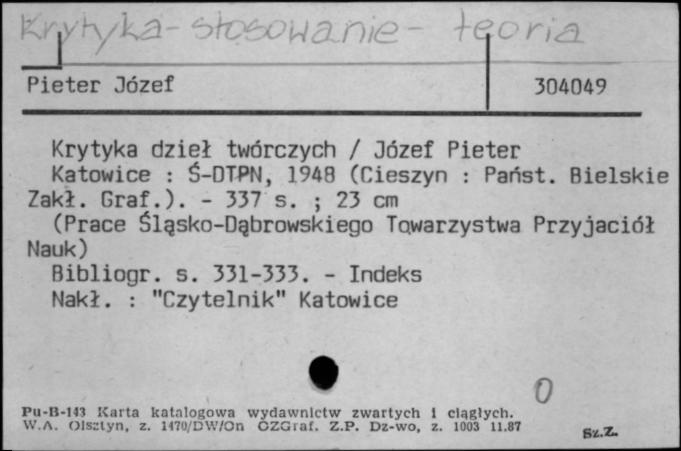 Krytyka - stosowanie - teoria
Pieter Józef 304049
Krytyka dzieł twórczych / Józef Pieter
Katowice : Ś-DTPN, 1948 (Cieszyn : Państ. Bielskie
Zakł. Graf.). - 337 s. ; 23 cm
(Prace Śląsko-Dąbrowskiego Towarzystwa Przyjaciół
Nauk)
Bibliogr. s. 331-333. - Indeks
Nakł. : "Czytelnik" Katowice
0
Pu-B-143 Karta katalogowa wydawnictw zwartych i ciągłych.
W.A. Olsztyn, z. 1470/DW/On OZGraf. Z.P. Dz-wo, z. 1003 11.87
Sz.Z.